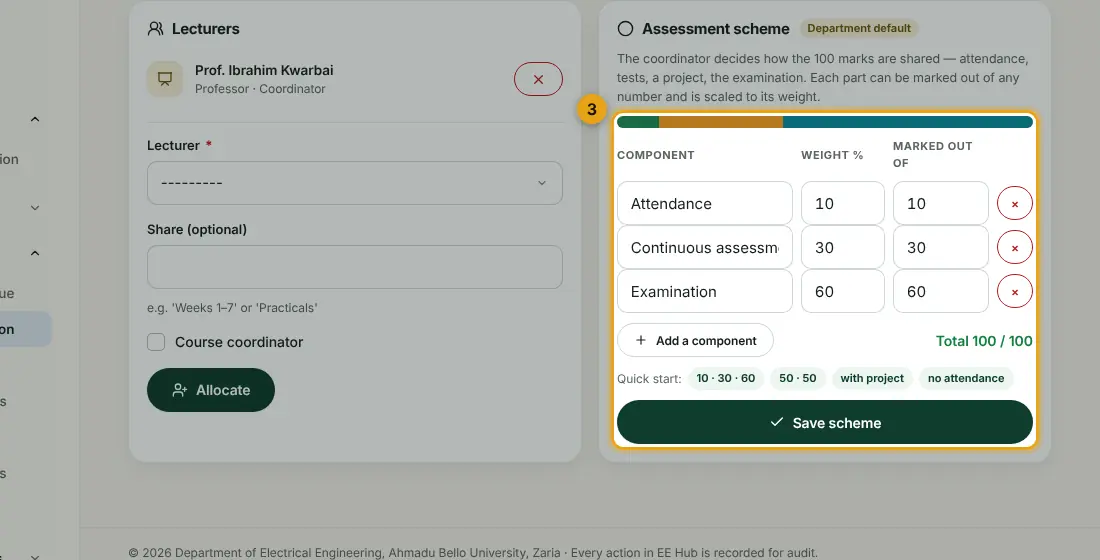 ion
ue
on
s
s
s
Lecturers
Prof. Ibrahim Kwarbai
Professor · Coordinator
Lecturer *
---------
Share (optional)
e.g. 'Weeks 1–7' or 'Practicals'
Course coordinator
Allocate
Assessment scheme Department default
The coordinator decides how the 100 marks are shared — attendance,
tests, a project, the examination. Each part can be marked out of any
number and is scaled to its weight.
3
COMPONENT WEIGHT % MARKED OUT
OF
Attendance 10 10 ×
Continuous assessm 30 30 ×
Examination 60 60 ×
+ Add a component Total 100 / 100
Quick start: 10 · 30 · 60 50 · 50 with project no attendance
Save scheme
© 2026 Department of Electrical Engineering, Ahmadu Bello University, Zaria · Every action in EE Hub is recorded for audit.